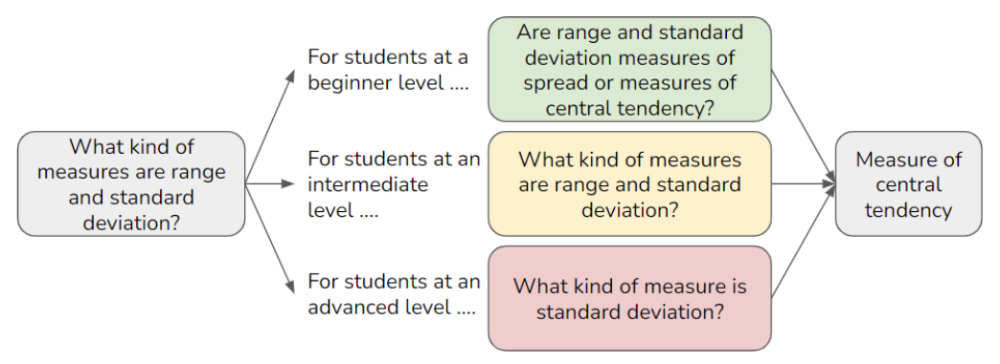 What kind of
measures are range
and standard
deviation?
For students at a
beginner level ....
Are range and standard
deviation measures of
spread or measures of
central tendency?
For students at an
intermediate
level ....
What kind of measures
are range and standard
deviation?
For students at an
advanced level ....
What kind of measure is
standard deviation?
Measure of
central
tendency